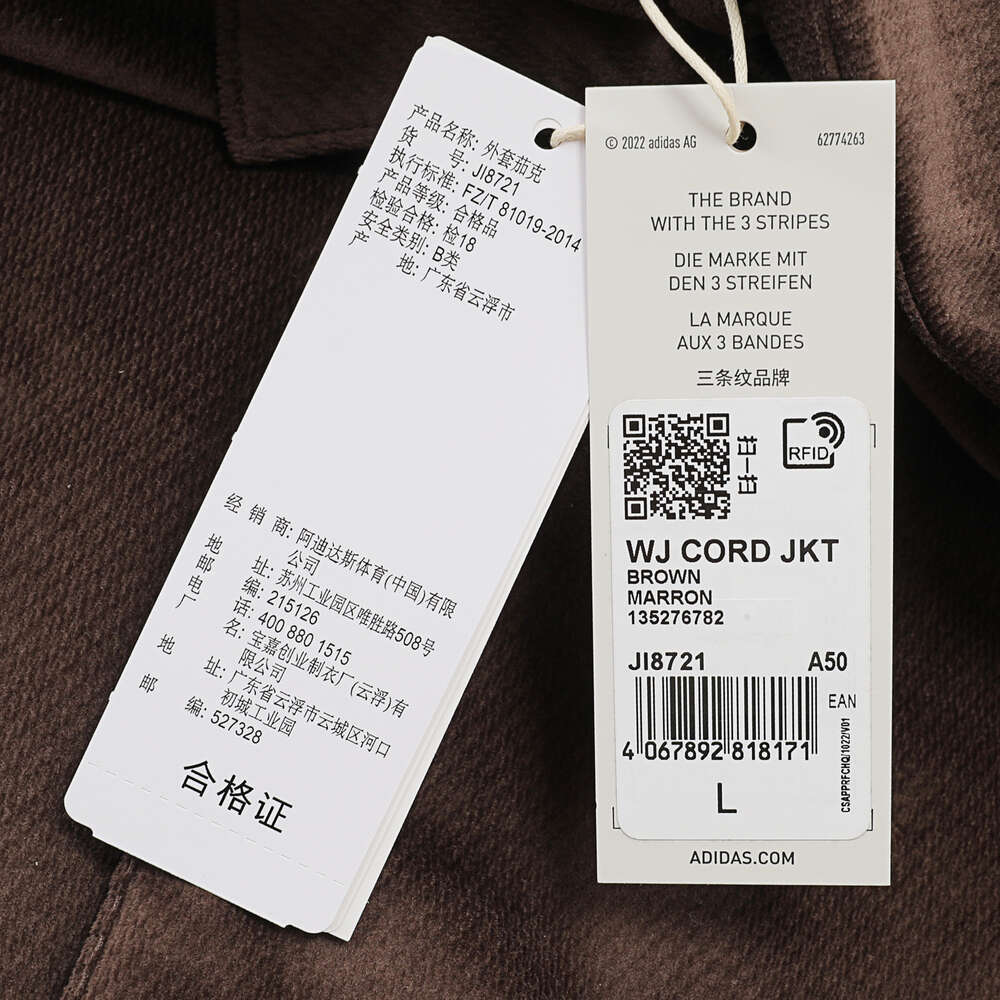 产品名称: 外套茄克
货 号: JI8721
执行标准: FZ/T 81019-2014
产品等级: 合格品
检验合格: 检18
安全类别: B类
产 地: 广东省云浮市
经 销 商: 阿迪达斯体育(中国)有限
公司
地 址: 苏州工业园区唯胜路508号
邮 编: 215126
电 话: 400 880 1515
厂 名: 宝嘉创业制衣厂(云浮)有
限公司
地 址: 广东省云浮市云城区河口
初城工业园
邮 编: 527328
合格证
© 2022 adidas AG 62774263
THE BRAND
WITH THE 3 STRIPES
DIE MARKE MIT
DEN 3 STREIFEN
LA MARQUE
AUX 3 BANDES
三条纹品牌
RFID
扫一扫
WJ CORD JKT
BROWN
MARRON
135276782
JI8721 A50
EAN
4 067892 818171
CSAPPRFCHQ/1022/V01
L
ADIDAS.COM